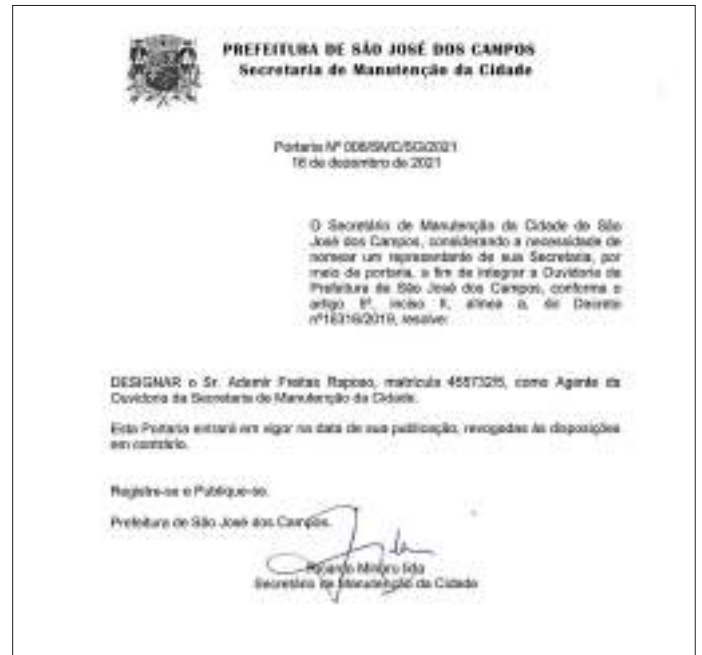 PREFEITURA DE SÃO JOSÉ DOS CAMPOS
Secretaria de Manutenção da Cidade
Portaria Nº 008/SMC/SG/2021
16 de dezembro de 2021
O Secretário de Manutenção da Cidade de São
José dos Campos, considerando a necessidade de
nomear um representante de sua Secretaria, por
meio de portaria, a fim de integrar a Ouvidoria da
Prefeitura de São José dos Campos, conforme o
artigo inciso II, alínea a, do Decreto
nº18316/2019, resolve:
DESIGNAR o Sr. Ademir Freitas Raposo, matrícula como Agente da
Ouvidoria da Secretaria de Manutenção da Cidade.
Esta Portaria entrará em vigor na data de sua publicação, revogadas as disposições
em contrário.
Registre-se e Publique-se.
Prefeitura de São José dos Campos.
Ricardo Minoru Iida
Secretário de Manutenção da Cidade